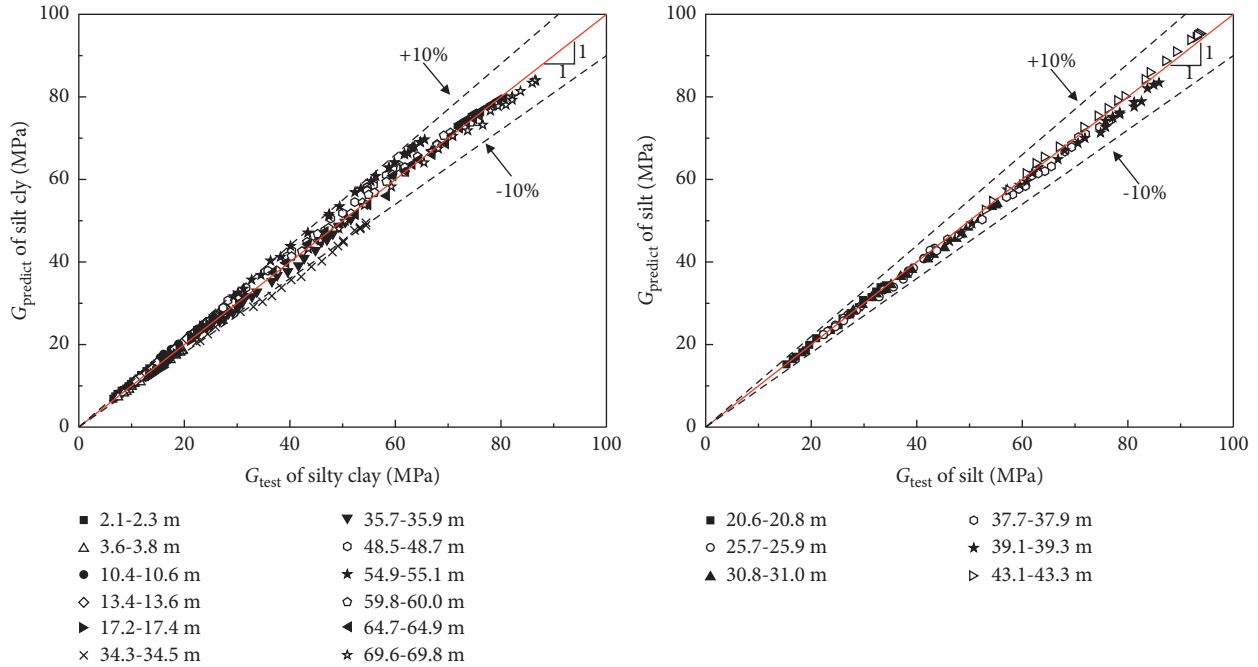 100
80
60
40
20
0
G_predict of silt cly (MPa)
+10%
-10%
1
1
0 20 40 60 80 100
G_test of silty clay (MPa)
2.1-2.3 m
3.6-3.8 m
10.4-10.6 m
13.4-13.6 m
17.2-17.4 m
34.3-34.5 m
35.7-35.9 m
48.5-48.7 m
54.9-55.1 m
59.8-60.0 m
64.7-64.9 m
69.6-69.8 m
100
80
60
40
20
0
G_predict of silt (MPa)
+10%
-10%
1
1
0 20 40 60 80 100
G_test of silt (MPa)
20.6-20.8 m
25.7-25.9 m
30.8-31.0 m
37.7-37.9 m
39.1-39.3 m
43.1-43.3 m